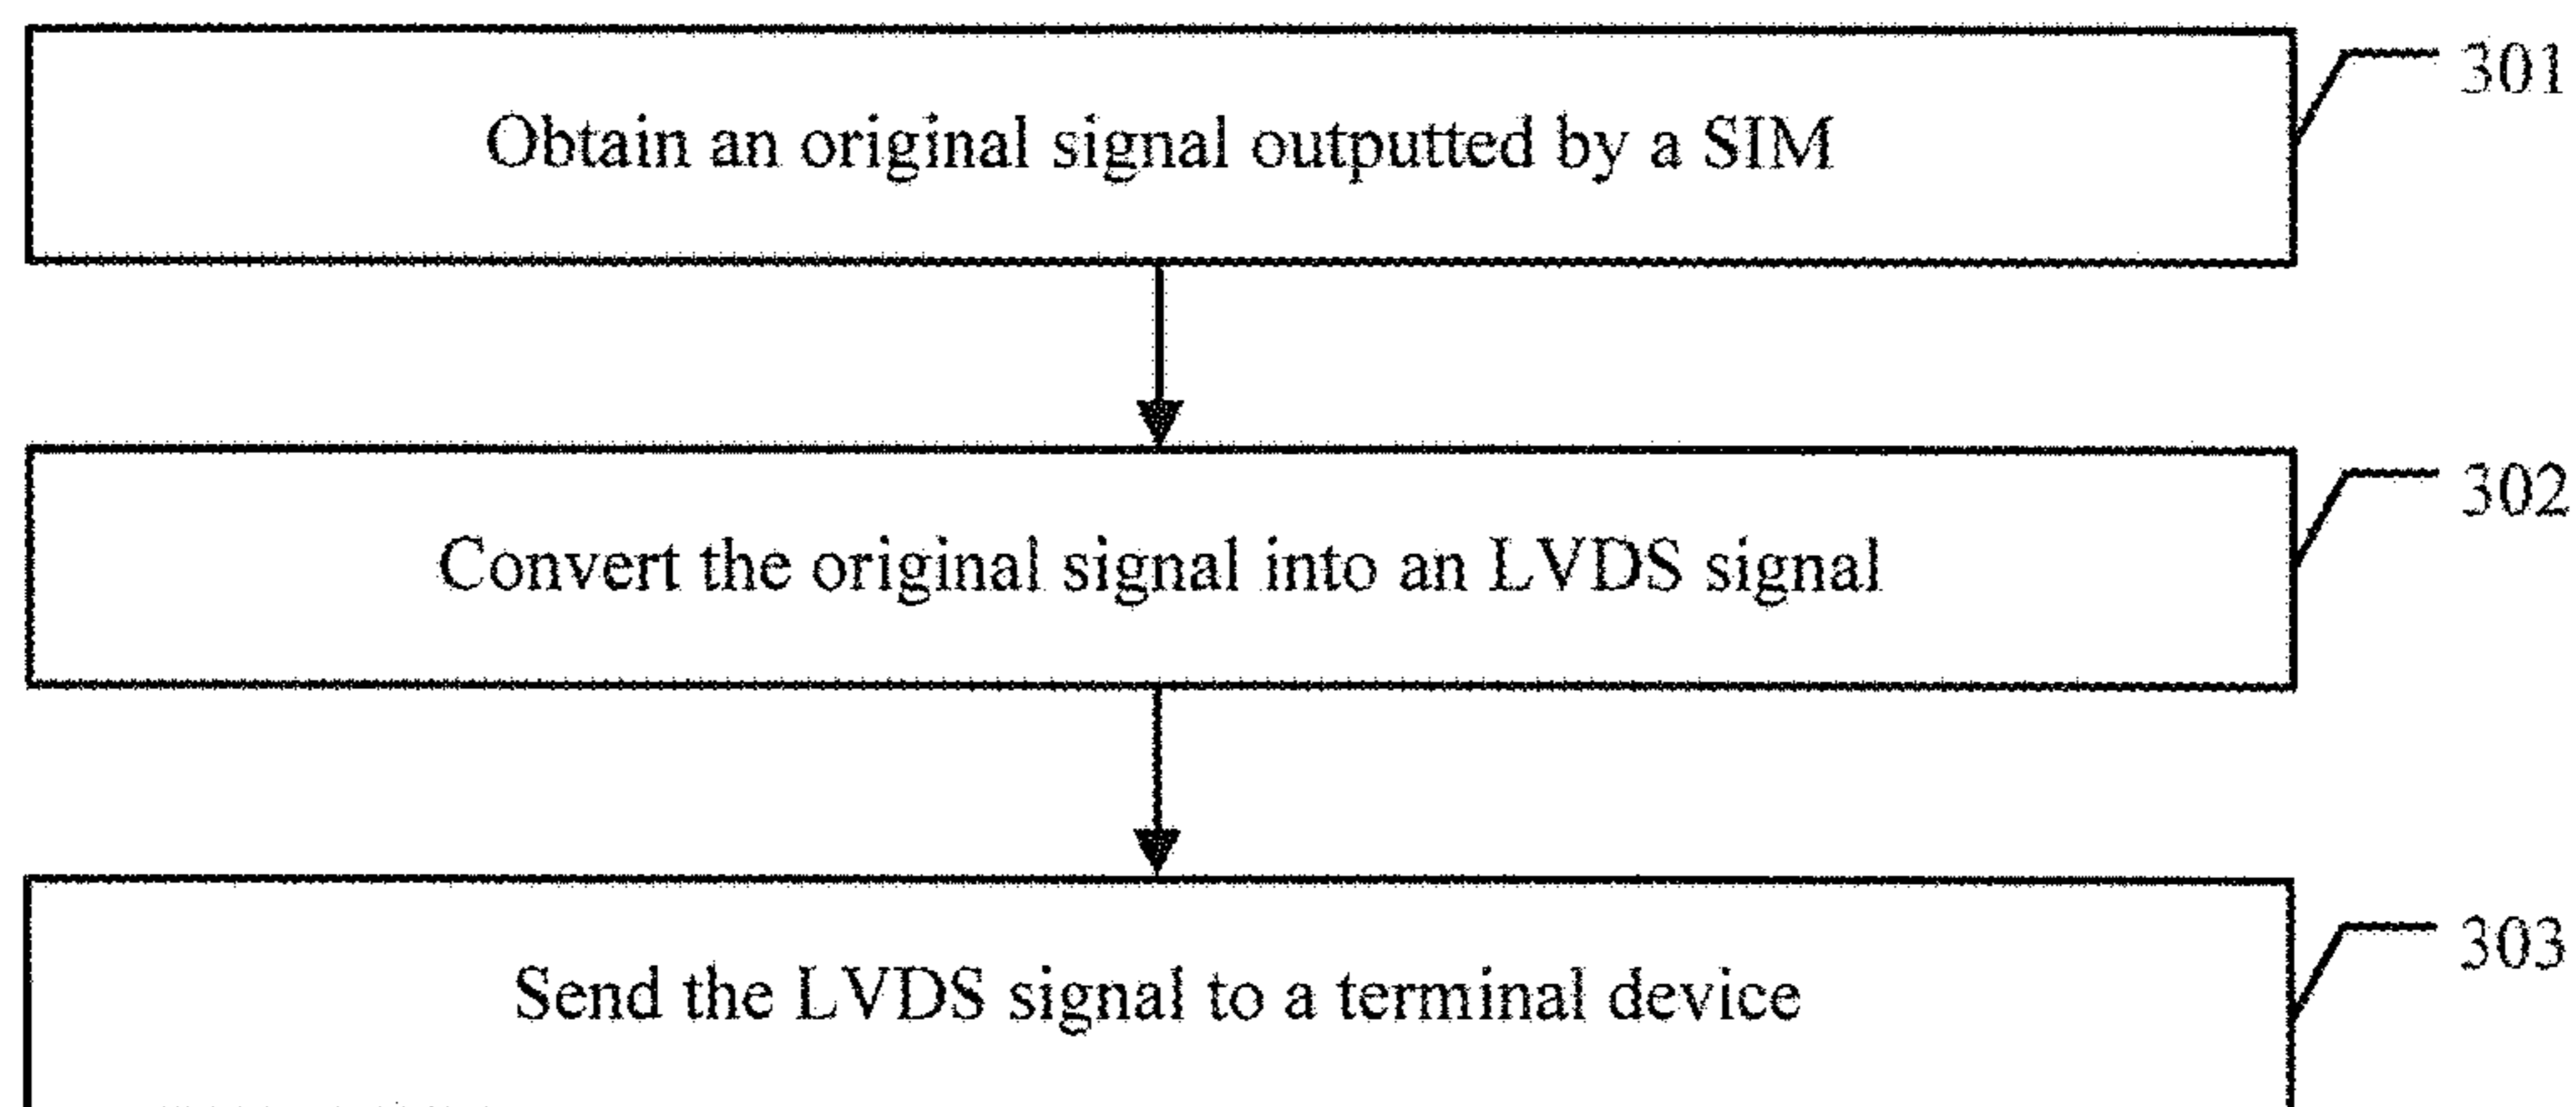 Obtain an original signal outputted by a SIM
301
Convert the original signal into an LVDS signal
302
Send the LVDS signal to a terminal device
303